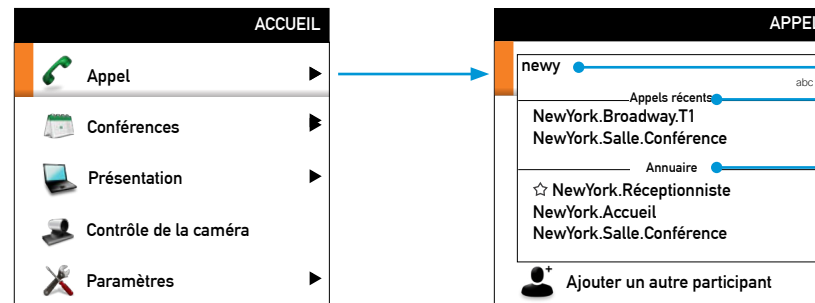 ACCUEIL
Appel
Conférences
Présentation
Contrôle de la caméra
Paramètres
APPEL
newy
abc
Appels récents
NewYork.Broadway.T1
NewYork.Salle.Conférence
Annuaire
☆ NewYork.Réceptionniste
NewYork.Accueil
NewYork.Salle.Conférence
Ajouter un autre participant